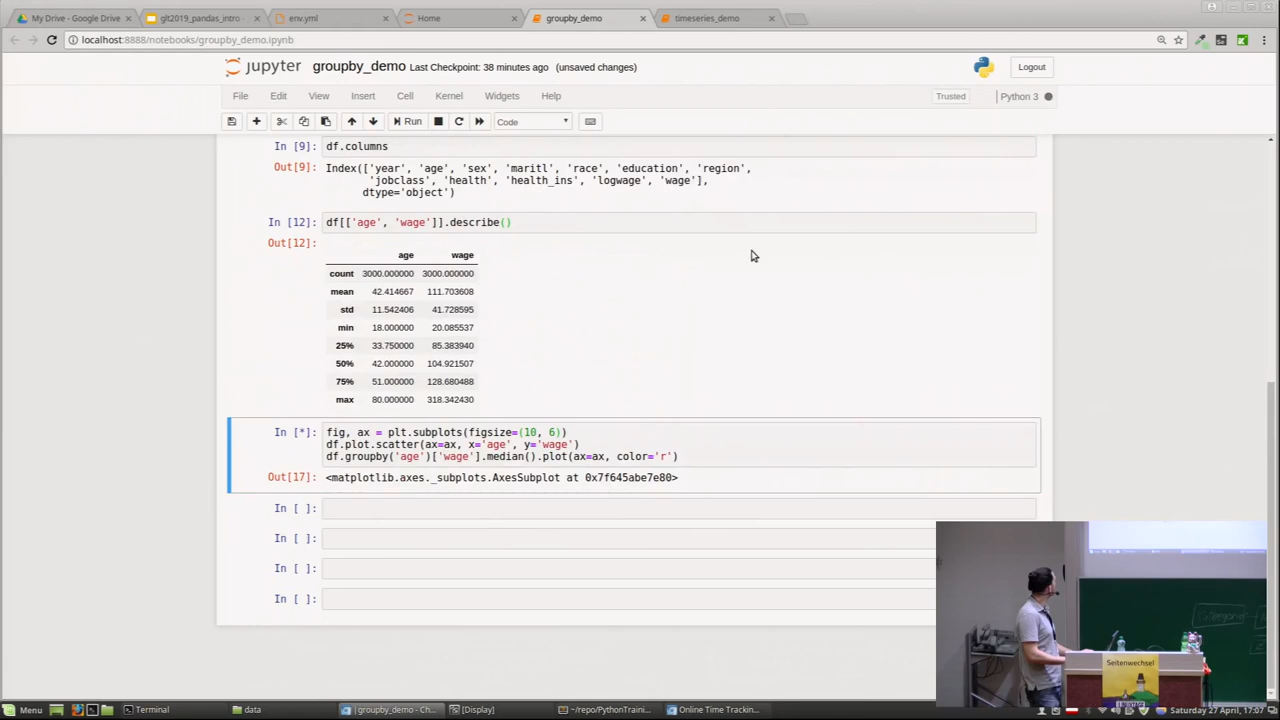 My Drive - Google Drive
glt2019_pandas_intro -
env.yml
Home
groupby_demo
timeseries_demo
localhost:8888/notebooks/groupby_demo.ipynb
jupyter groupby_demo Last Checkpoint: 38 minutes ago (unsaved changes)
Logout
File Edit View Insert Cell Kernel Widgets Help
Trusted
Python 3
Run
Code
In [9]: df.columns
Out[9]: Index(['year', 'age', 'sex', 'maritl', 'race', 'education', 'region',
'jobclass', 'health', 'health_ins', 'logwage', 'wage'],
dtype='object')
In [12]: df[['age', 'wage']].describe()
Out[12]:
age wage
count 3000.000000 3000.000000
mean 42.414667 111.703608
std 11.542406 41.728595
min 18.000000 20.085537
25% 33.750000 85.383940
50% 42.000000 104.921507
75% 51.000000 128.680488
max 80.000000 318.342430
In [*]: fig, ax = plt.subplots(figsize=(10, 6))
df.plot.scatter(ax=ax, x='age', y='wage')
df.groupby('age')['wage'].median().plot(ax=ax, color='r')
Out[17]: <matplotlib.axes._subplots.AxesSubplot at 0x7f645abe7e80>
In [ ]:
In [ ]:
In [ ]:
In [ ]:
Seitenwechsel
Menu
Terminal
data
groupby_demo - Ch...
[Display]
~/repo/PythonTraini...
Online Time Trackin...
Saturday 27 April, 17:07